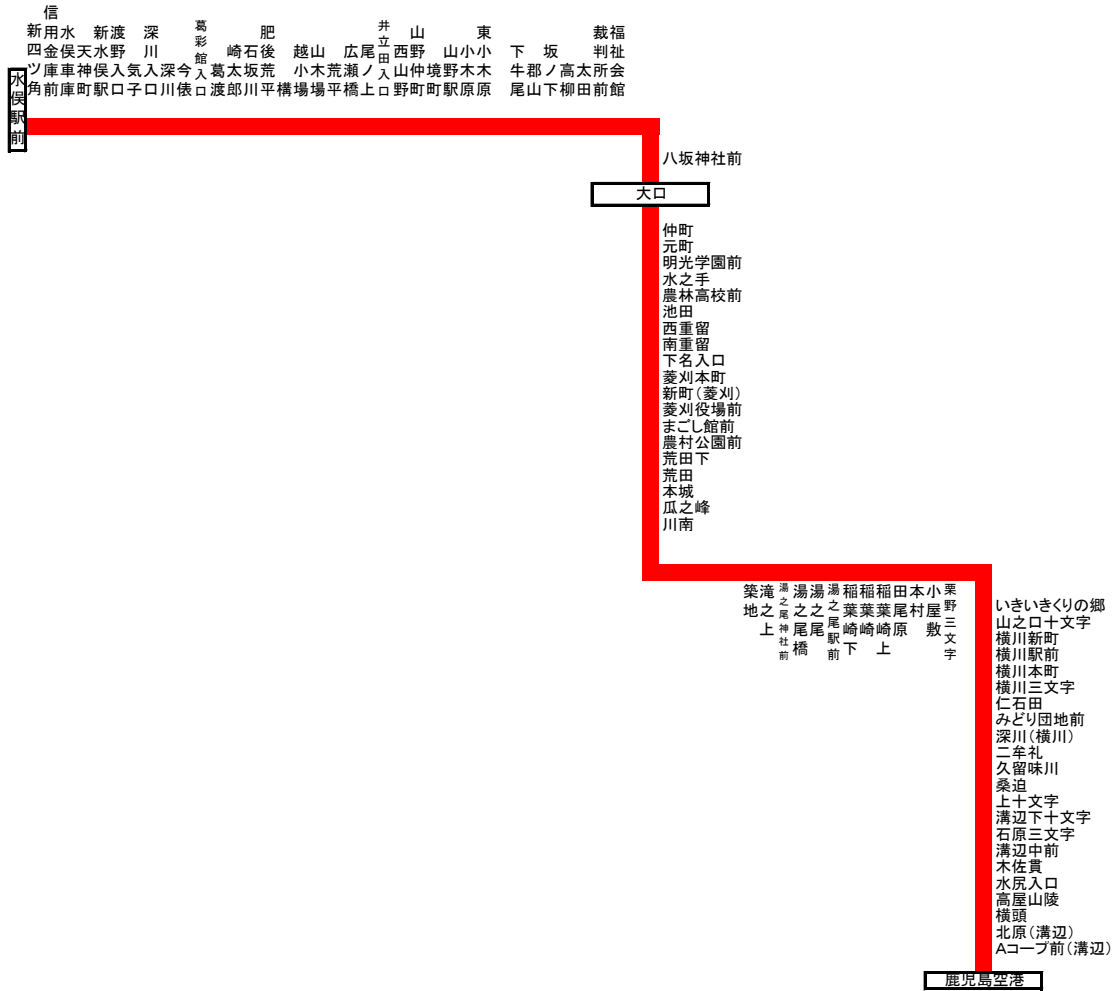 水俣駅前
新四ツ角
信用金庫前
水俣車庫
天神町
新水俣駅
渡野入口
気子
深川入口
深川
今俵
葛彩館入口
葛渡
崎太郎
石坂川
肥後荒平
構
越小場
山木場
荒平
広瀬橋
尾ノ上
井立田入口
西山野
山野仲町
境町
山野駅
小木原
東小木原
下牛尾
郡山
坂ノ下
高柳
太田
裁判所前
福祉会館
八坂神社前
大口
仲町
元町
明光学園前
水之手
農林高校前
池田
西重留
南重留
下名入口
菱刈本町
新町（菱刈）
菱刈役場前
まごし館前
農村公園前
荒田下
荒田
本城
瓜之峰
川南
築地
滝之上
湯之尾神社前
湯之尾橋
湯之尾
湯之尾駅前
稲葉崎下
稲葉崎
稲葉崎上
田尾原
本村
小屋敷
栗野三文字
いきいきくりの郷
山之口十文字
横川新町
横川駅前
横川本町
横川三文字
仁石田
みどり団地前
深川（横川）
二牟礼
久留味川
桑迫
上十文字
溝辺下十文字
石原三文字
溝辺中前
木佐貫
水尻入口
高屋山陵
横頭
北原（溝辺）
Aコープ前（溝辺）
鹿児島空港